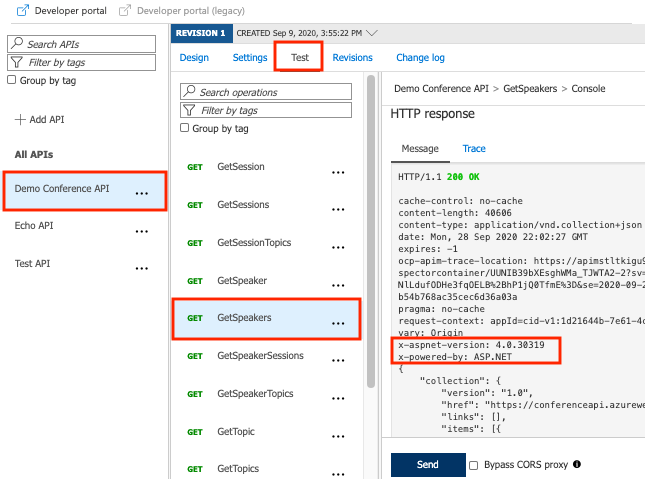 Developer portal
Developer portal (legacy)
Search APIs
Filter by tags
Group by tag
Add API
All APIs
Demo Conference API
...
Echo API
...
Test API
...
REVISION 1
CREATED Sep 9, 2020, 3:55:22 PM
Design
Settings
Test
Revisions
Change log
Search operations
Filter by tags
Group by tag
GET GetSession ...
GET GetSessions ...
GET GetSessionTopics ...
GET GetSpeaker ...
GET GetSpeakers ...
GET GetSpeakerSessions ...
GET GetSpeakerTopics ...
GET GetTopic ...
GET GetTopics ...
Demo Conference API > GetSpeakers > Console
HTTP response
Message
Trace
HTTP/1.1 200 OK
cache-control: no-cache
content-length: 40606
content-type: application/vnd.collection+json
date: Mon, 28 Sep 2020 22:02:27 GMT
expires: -1
ocp-apim-trace-location: https://apimstltkigu9
spectorcontainer/UUNIB39bXEsghWMa_TJWTA2-2?sv=
NlLdufODHe3fqOELB%2BhP1jQ0TfmE%3D&se=2020-09-2
b54b768ac35cec6d36a03a
pragma: no-cache
request-context: appId=cid-v1:1d21644b-7e61-4c
vary: Origin
x-aspnet-version: 4.0.30319
x-powered-by: ASP.NET
{
"collection": {
"version": "1.0",
"href": "https://conferenceapi.azurewe
"links": [],
"items": [{
Send
Bypass CORS proxy